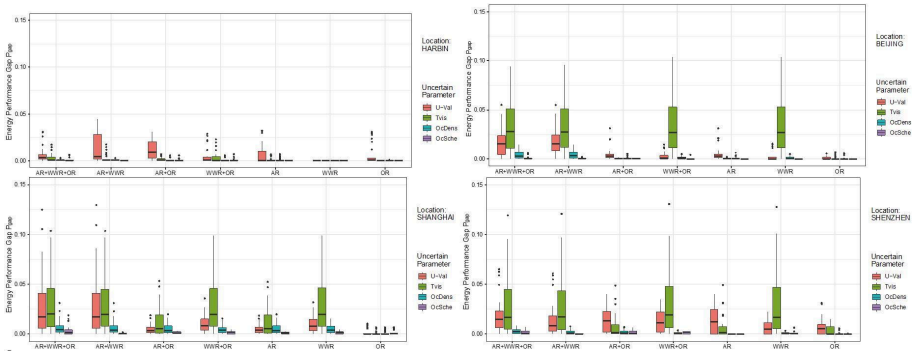 Energy Performance Gap Pgap
0.15
0.10
0.05
0.00
AR+WWR+OR
AR+WWR
AR+OR
WWR+OR
AR
WWR
OR
Location:
HARBIN
Uncertain
Parameter
U-Val
Tvis
OcDens
OcSche
Energy Performance Gap Pgap
0.15
0.10
0.05
0.00
AR+WWR+OR
AR+WWR
AR+OR
WWR+OR
AR
WWR
OR
Location:
BEIJING
Uncertain
Parameter
U-Val
Tvis
OcDens
OcSche
Energy Performance Gap Pgap
0.15
0.10
0.05
0.00
AR+WWR+OR
AR+WWR
AR+OR
WWR+OR
AR
WWR
OR
Location:
SHANGHAI
Uncertain
Parameter
U-Val
Tvis
OcDens
OcSche
Energy Performance Gap Pgap
0.15
0.10
0.05
0.00
AR+WWR+OR
AR+WWR
AR+OR
WWR+OR
AR
WWR
OR
Location:
SHENZHEN
Uncertain
Parameter
U-Val
Tvis
OcDens
OcSche